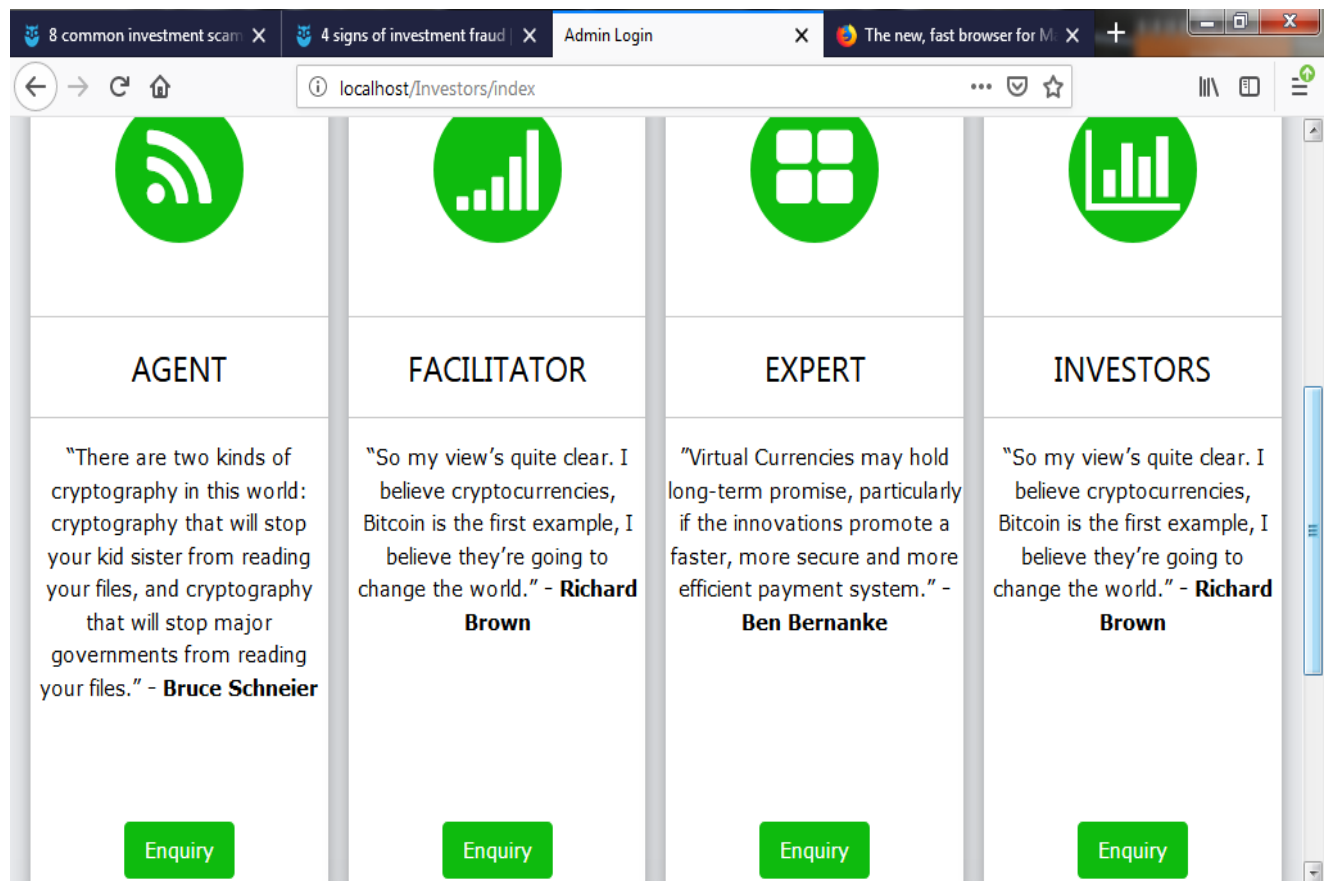 8 common investment scam
4 signs of investment fraud |
Admin Login
The new, fast browser for Ma
localhost/Investors/index
AGENT
“There are two kinds of
cryptography in this world:
cryptography that will stop
your kid sister from reading
your files, and cryptography
that will stop major
governments from reading
your files.” - Bruce Schneier
Enquiry
FACILITATOR
“So my view’s quite clear. I
believe cryptocurrencies,
Bitcoin is the first example, I
believe they’re going to
change the world.” - Richard
Brown
Enquiry
EXPERT
”Virtual Currencies may hold
long-term promise, particularly
if the innovations promote a
faster, more secure and more
efficient payment system.” -
Ben Bernanke
Enquiry
INVESTORS
“So my view’s quite clear. I
believe cryptocurrencies,
Bitcoin is the first example, I
believe they’re going to
change the world.” - Richard
Brown
Enquiry